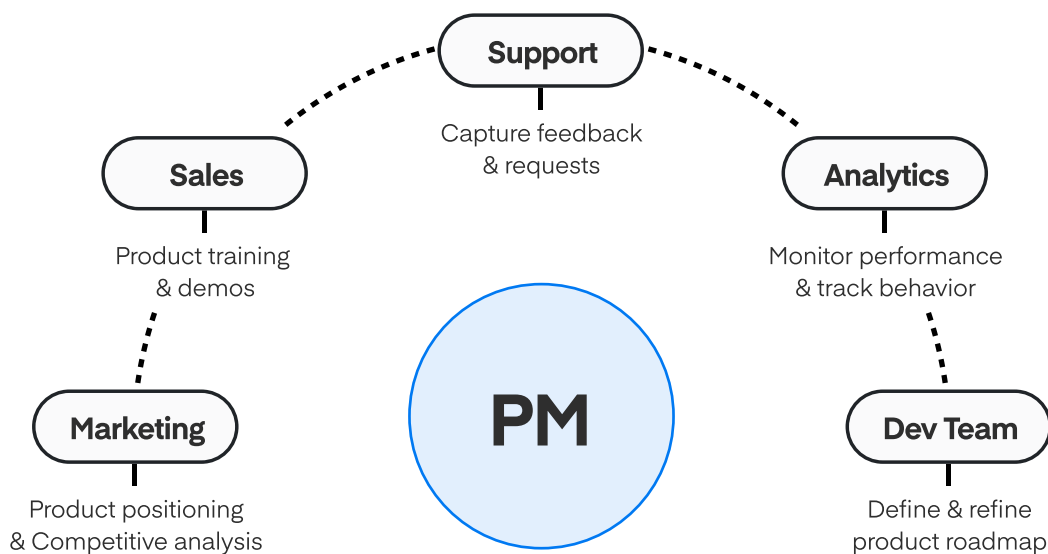 Support
Capture feedback
& requests
Sales
Product training
& demos
Analytics
Monitor performance
& track behavior
PM
Marketing
Product positioning
& Competitive analysis
Dev Team
Define & refine
product roadmap